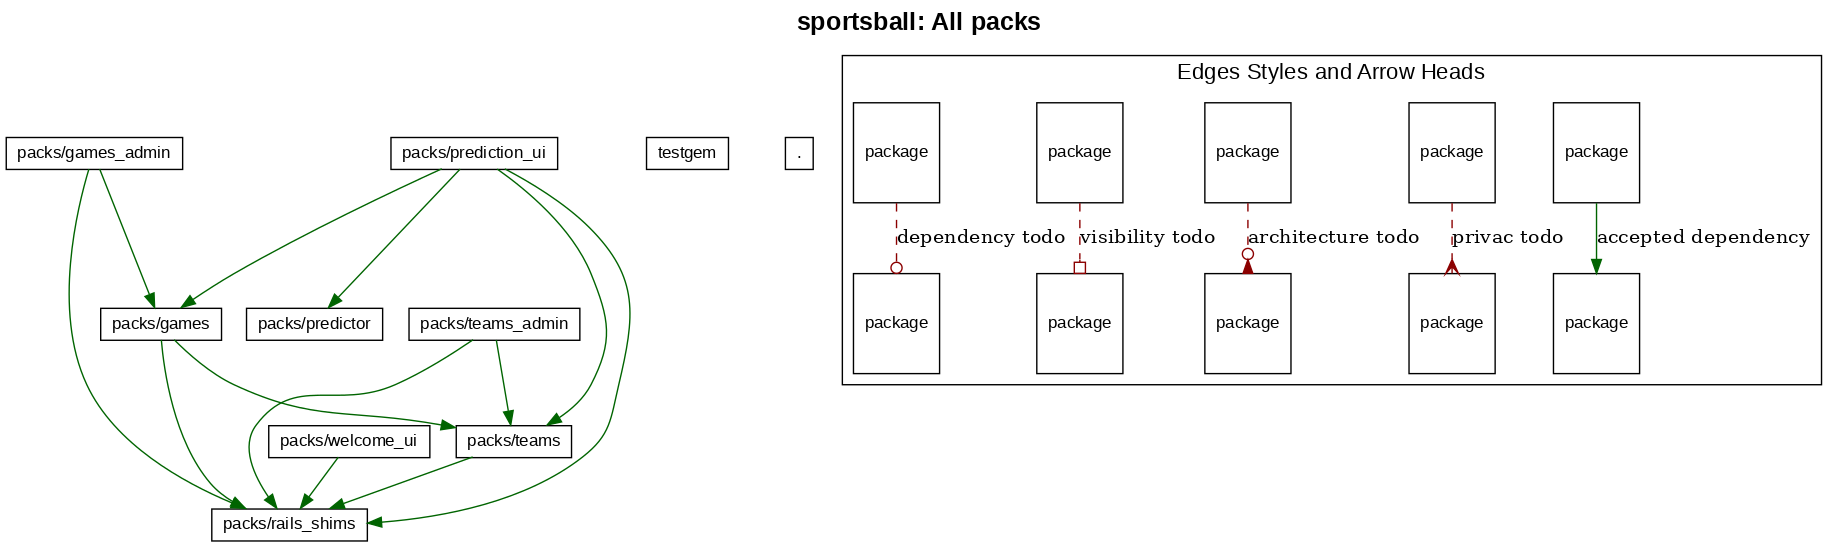 sportsball: All packs
Edges Styles and Arrow Heads
packs/games_admin
packs/prediction_ui
testgem
.
package
package
package
package
package
dependency todo
visibility todo
architecture todo
privac todo
accepted dependency
packs/games
packs/predictor
packs/teams_admin
package
package
package
package
package
packs/welcome_ui
packs/teams
packs/rails_shims